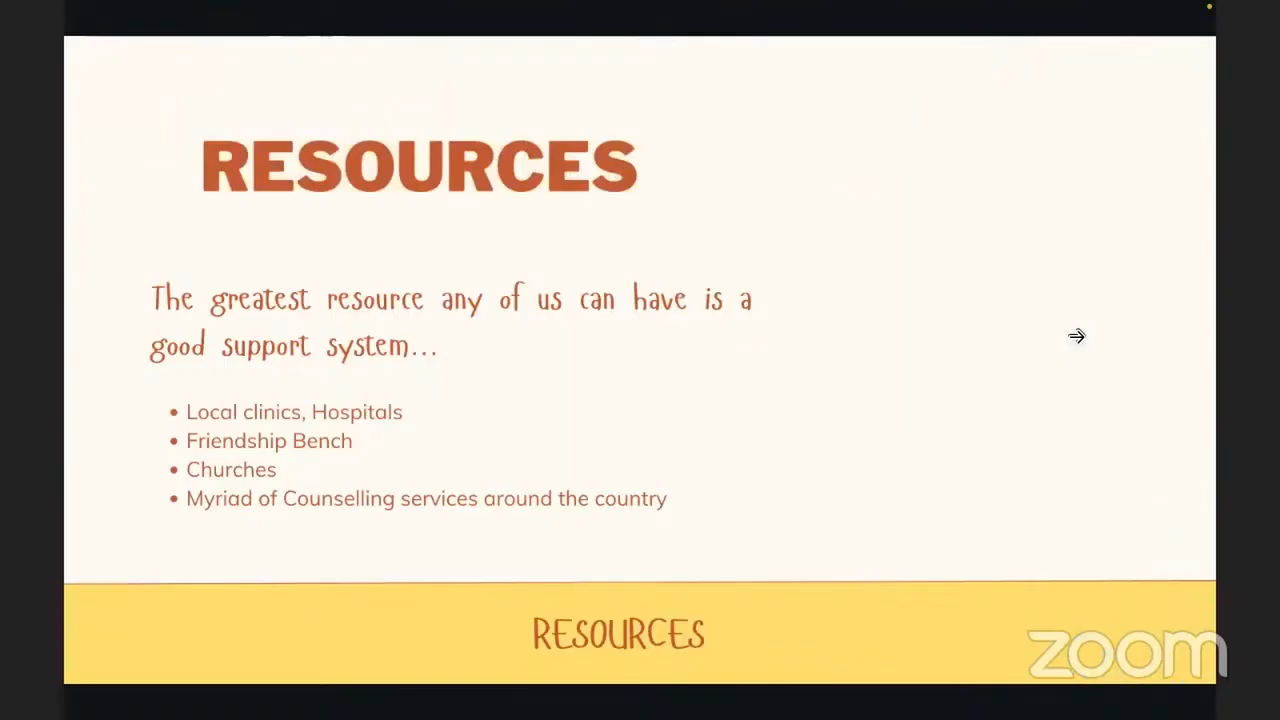 RESOURCES
The greatest resource any of us can have is a
good support system...
• Local clinics, Hospitals
• Friendship Bench
• Churches
• Myriad of Counselling services around the country
RESOURCES
zoom